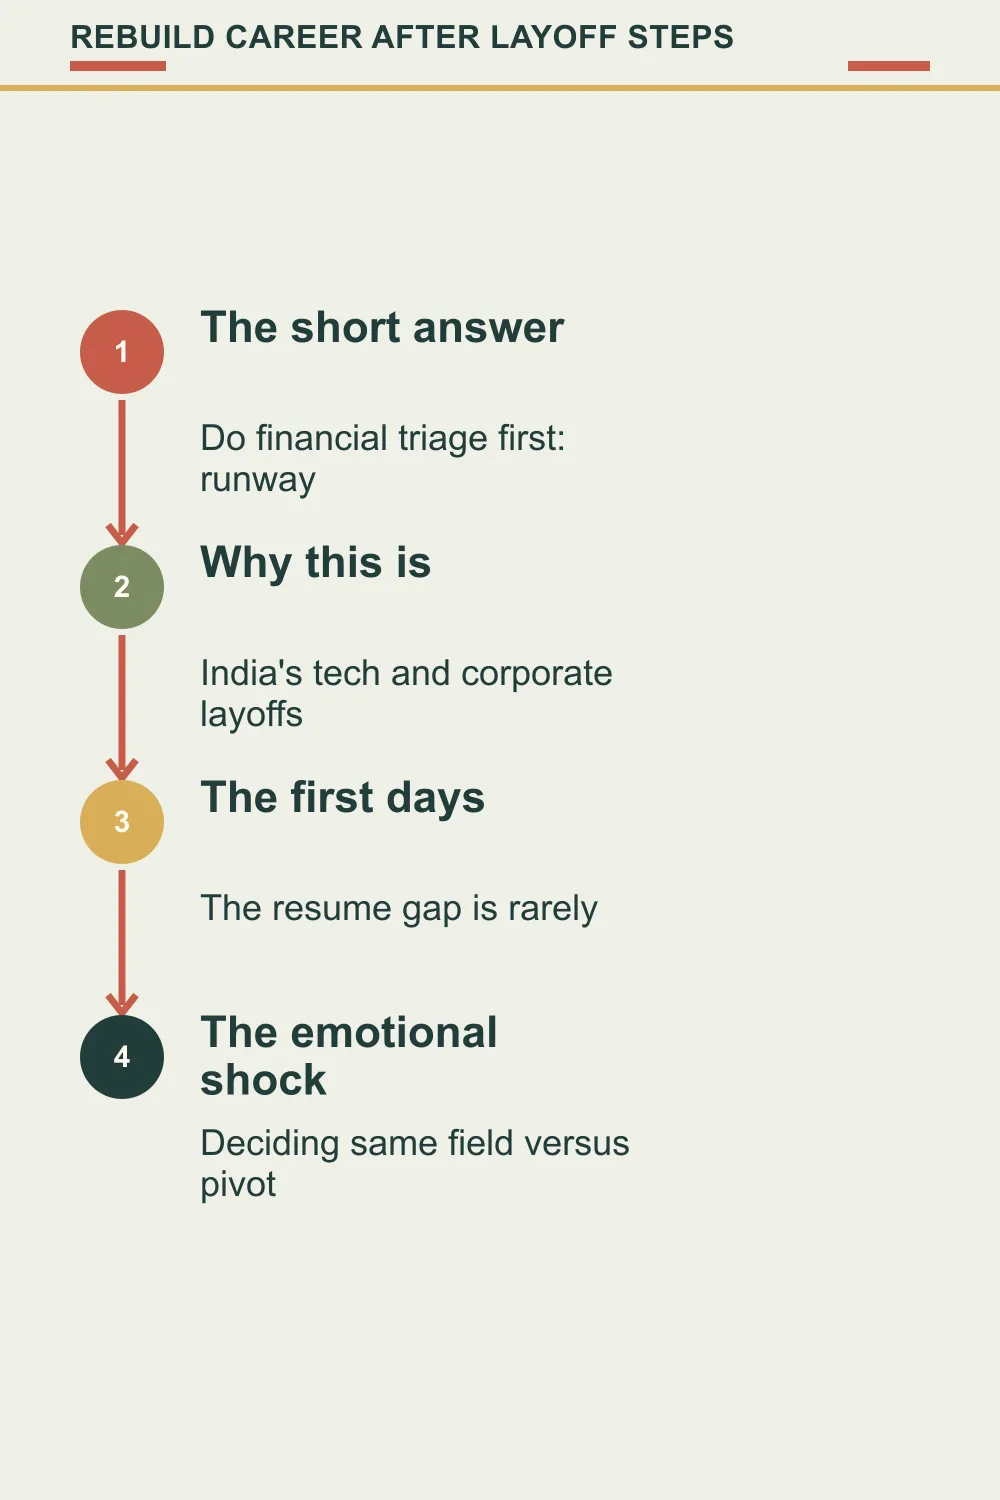 REBUILD CAREER AFTER LAYOFF STEPS
1
The short answer
Do financial triage first:
runway
2
Why this is
India's tech and corporate
layoffs
3
The first days
The resume gap is rarely
4
The emotional
shock
Deciding same field versus
pivot